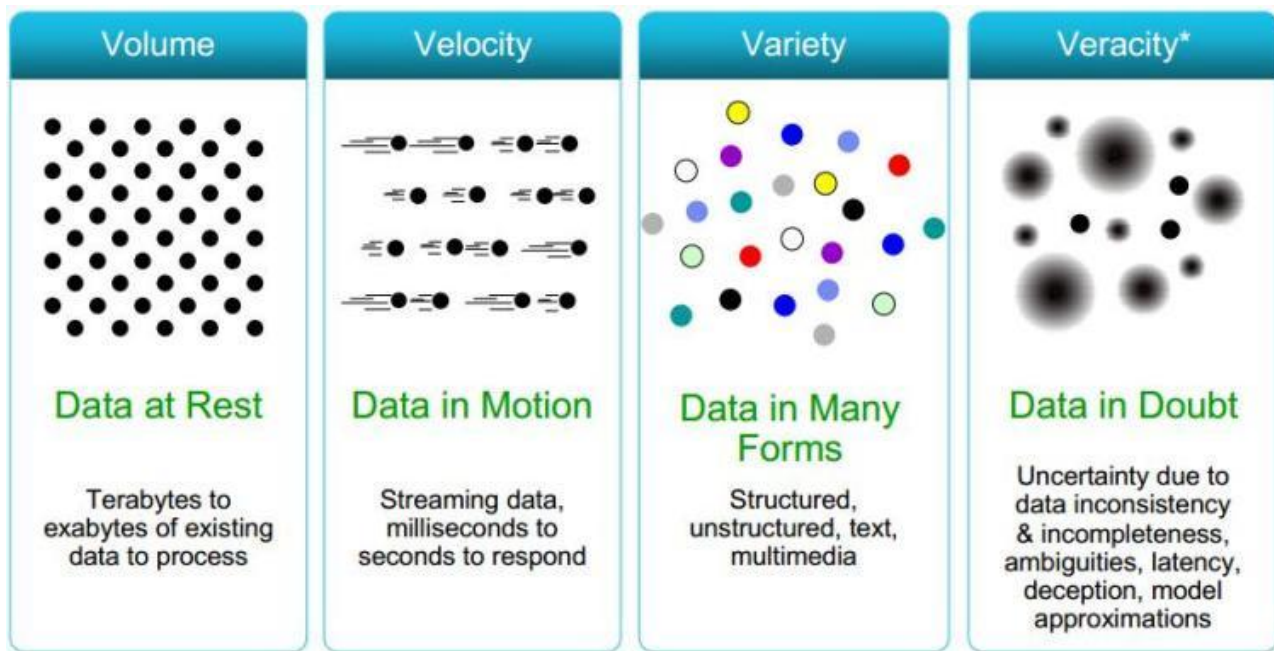 Volume
Data at Rest
Terabytes to
exabytes of existing
data to process
Velocity
Data in Motion
Streaming data,
milliseconds to
seconds to respond
Variety
Data in Many
Forms
Structured,
unstructured, text,
multimedia
Veracity*
Data in Doubt
Uncertainty due to
data inconsistency
& incompleteness,
ambiguities, latency,
deception, model
approximations